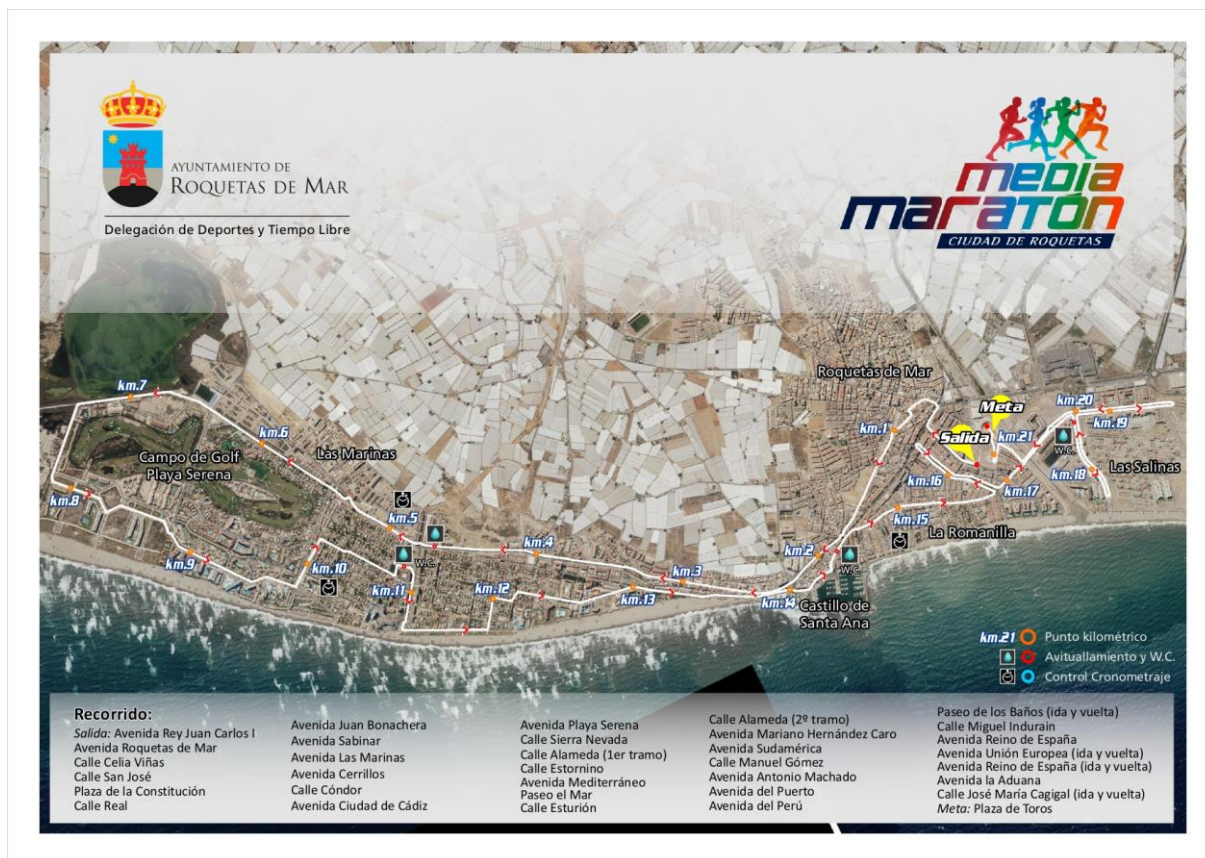 AYUNTAMIENTO DE
ROQUETAS DE MAR
Delegación de Deportes y Tiempo Libre
media
maratón
CIUDAD DE ROQUETAS
Roquetas de Mar
km.7
Meta
km.20
km.19
km.1
Salida
km.21
km.6
Las Marinas
W.C.
Campo de Golf
Playa Serena
km.18
Las Salinas
km.16
km.17
km.8
km.5
km.15
La Romanilla
km.4
km.2
km.9
W.C.
km.10
W.C.
km.3
km.11
km.12
km.13
km.14
Castillo de
Santa Ana
km.21 Punto kilométrico
Avituallamiento y W.C.
Control Cronometraje
Recorrido:
Salida: Avenida Rey Juan Carlos I
Avenida Roquetas de Mar
Calle Celia Viñas
Calle San José
Plaza de la Constitución
Calle Real
Avenida Juan Bonachera
Avenida Sabinar
Avenida Las Marinas
Avenida Cerrillos
Calle Cóndor
Avenida Ciudad de Cádiz
Avenida Playa Serena
Calle Sierra Nevada
Calle Alameda (1er tramo)
Calle Estornino
Avenida Mediterráneo
Paseo el Mar
Calle Esturión
Calle Alameda (2º tramo)
Avenida Mariano Hernández Caro
Avenida Sudamérica
Calle Manuel Gómez
Avenida Antonio Machado
Avenida del Puerto
Avenida del Perú
Paseo de los Baños (ida y vuelta)
Calle Miguel Indurain
Avenida Reino de España
Avenida Unión Europea (ida y vuelta)
Avenida Reino de España (ida y vuelta)
Avenida la Aduana
Calle José María Cagigal (ida y vuelta)
Meta: Plaza de Toros